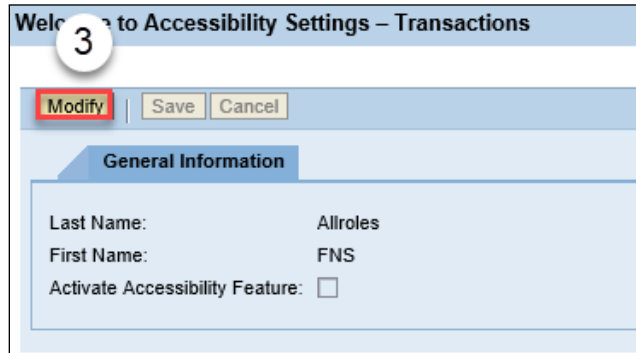 Welcome to Accessibility Settings – Transactions
3
Modify | Save Cancel
General Information
Last Name: Allroles
First Name: FNS
Activate Accessibility Feature: